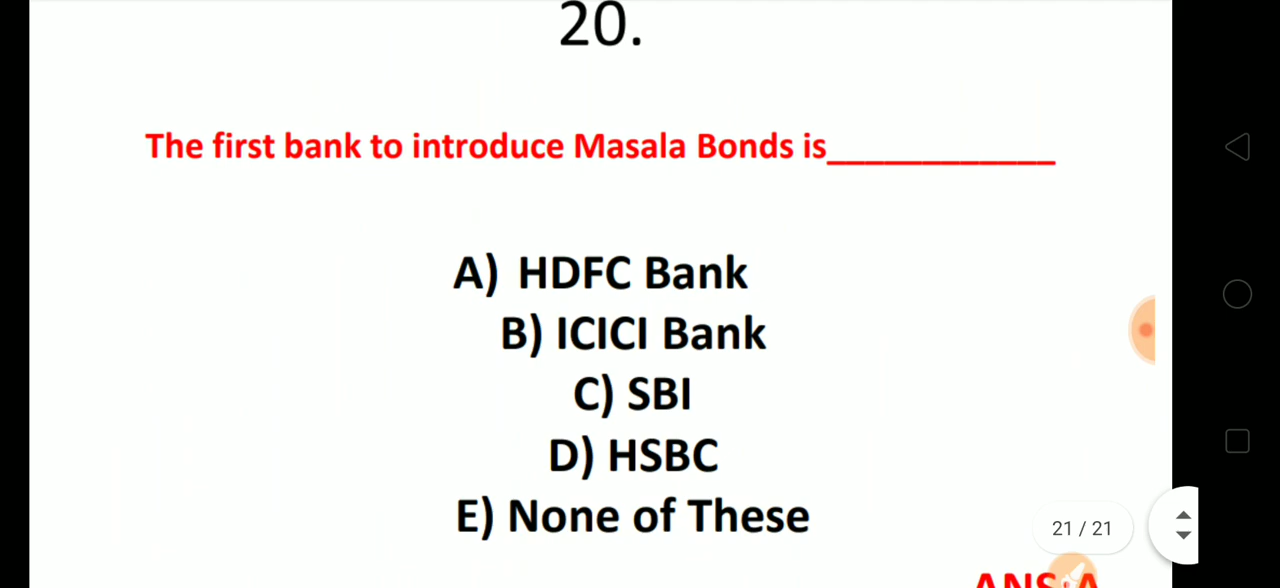 20.
The first bank to introduce Masala Bonds is____________
A) HDFC Bank
B) ICICI Bank
C) SBI
D) HSBC
E) None of These
21 / 21
ANS:A